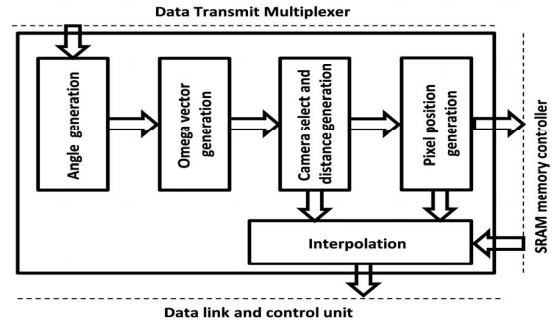 Data Transmit Multiplexer
Angle generation
Omega vector
generation
Camera select and
distance generation
Pixel position
generation
SRAM memory controller
Interpolation
Data link and control unit